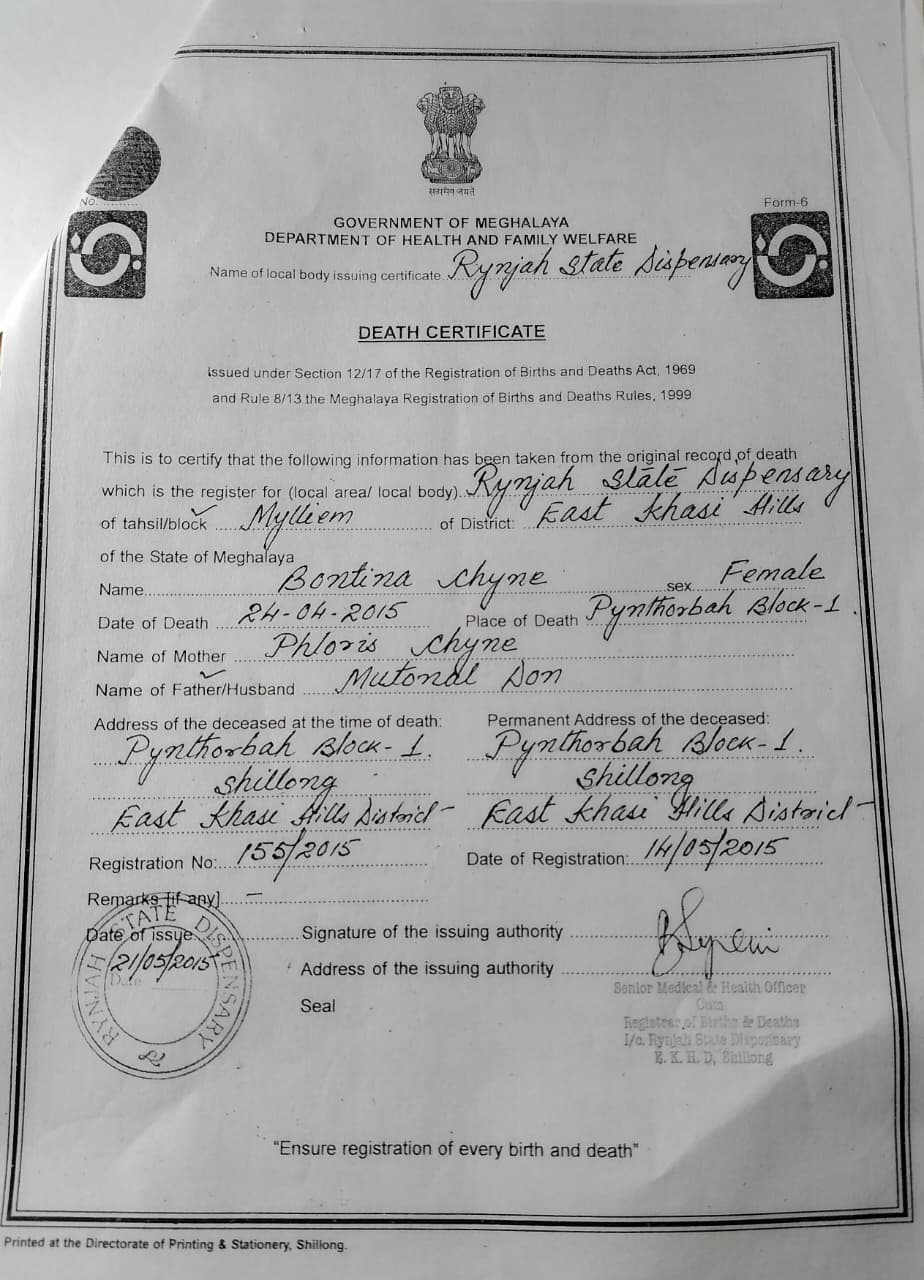 सत्यमेव जयते
No. ..........
Form-6
GOVERNMENT OF MEGHALAYA
DEPARTMENT OF HEALTH AND FAMILY WELFARE
Name of local body issuing certificate. Rynjah State Dispensary
DEATH CERTIFICATE
Issued under Section 12/17 of the Registration of Births and Deaths Act, 1969
and Rule 8/13 the Meghalaya Registration of Births and Deaths Rules, 1999
This is to certify that the following information has been taken from the original record of death
which is the register for (local area/ local body). Rynjah State Dispensary
of tahsil/block Mylliem of District: East Khasi Hills
of the State of Meghalaya
Name Bontina Chyne sex Female
Date of Death 24-04-2015 Place of Death Pynthorbah Block-1.
Name of Mother Phloris Chyne
Name of Father/Husband Mutonal Don
Address of the deceased at the time of death: Permanent Address of the deceased:
Pynthorbah Block-1. Pynthorbah Block-1.
Shillong Shillong
East Khasi Hills District East Khasi Hills District
Registration No: 155/2015 Date of Registration: 14/05/2015
Remarks [if any] —
Date of issue Signature of the issuing authority
21/05/2015 Address of the issuing authority
Date
RYNJAH STATE DISPENSARY
Seal
Senior Medical & Health Officer
Cum
Registrar of Births & Deaths
I/c. Rynjah State Dispensary
E. K. H. D, Shillong
"Ensure registration of every birth and death"
Printed at the Directorate of Printing & Stationery, Shillong.